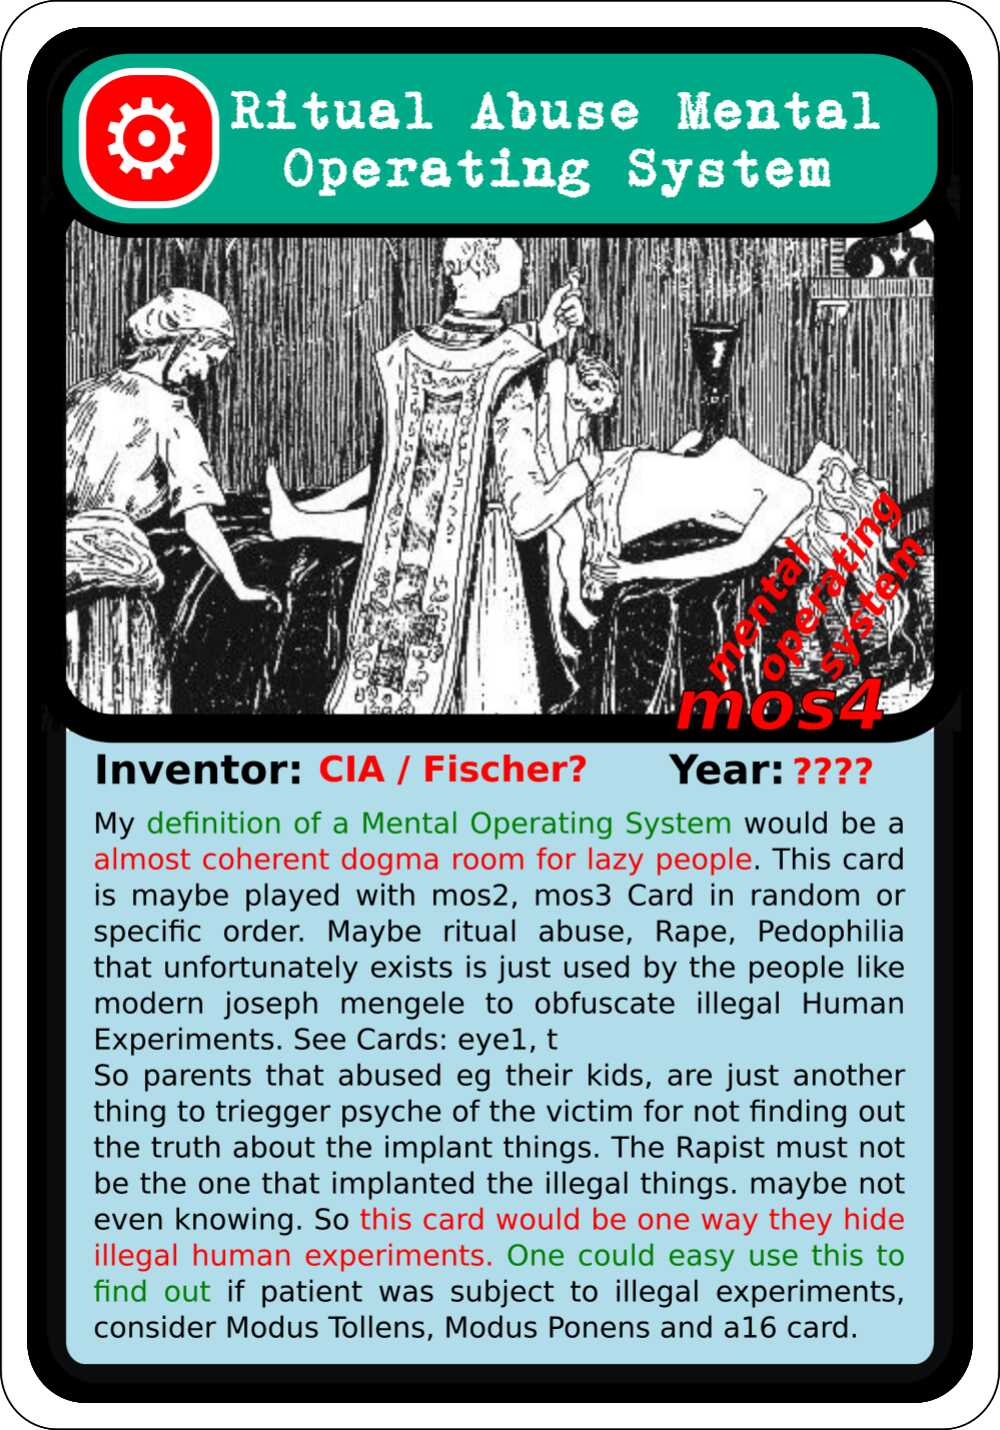 Ritual Abuse Mental
Operating System
mental
operating
system
mos4
Inventor: CIA / Fischer? Year: ????
My definition of a Mental Operating System would be a
almost coherent dogma room for lazy people. This card
is maybe played with mos2, mos3 Card in random or
specific order. Maybe ritual abuse, Rape, Pedophilia
that unfortunately exists is just used by the people like
modern joseph mengele to obfuscate illegal Human
Experiments. See Cards: eye1, t
So parents that abused eg their kids, are just another
thing to triegger psyche of the victim for not finding out
the truth about the implant things. The Rapist must not
be the one that implanted the illegal things. maybe not
even knowing. So this card would be one way they hide
illegal human experiments. One could easy use this to
find out if patient was subject to illegal experiments,
consider Modus Tollens, Modus Ponens and a16 card.